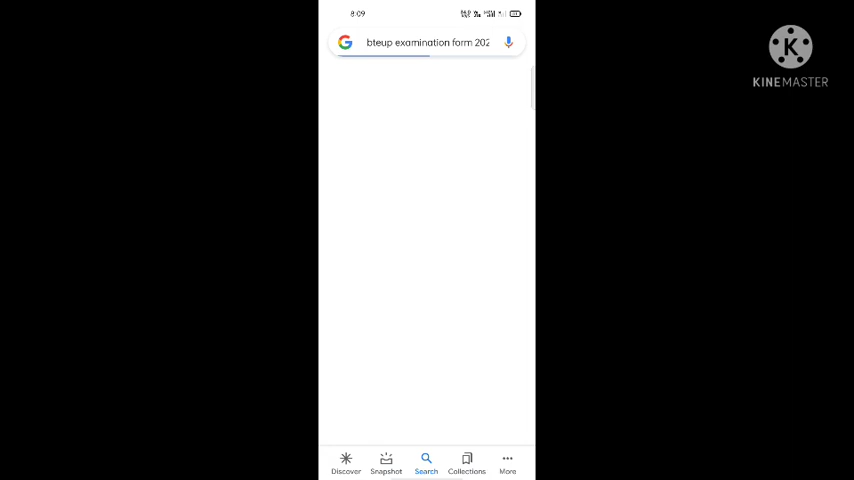 8:09
bteup examination form 202
K
KINEMASTER
Discover
Snapshot
Search
Collections
More